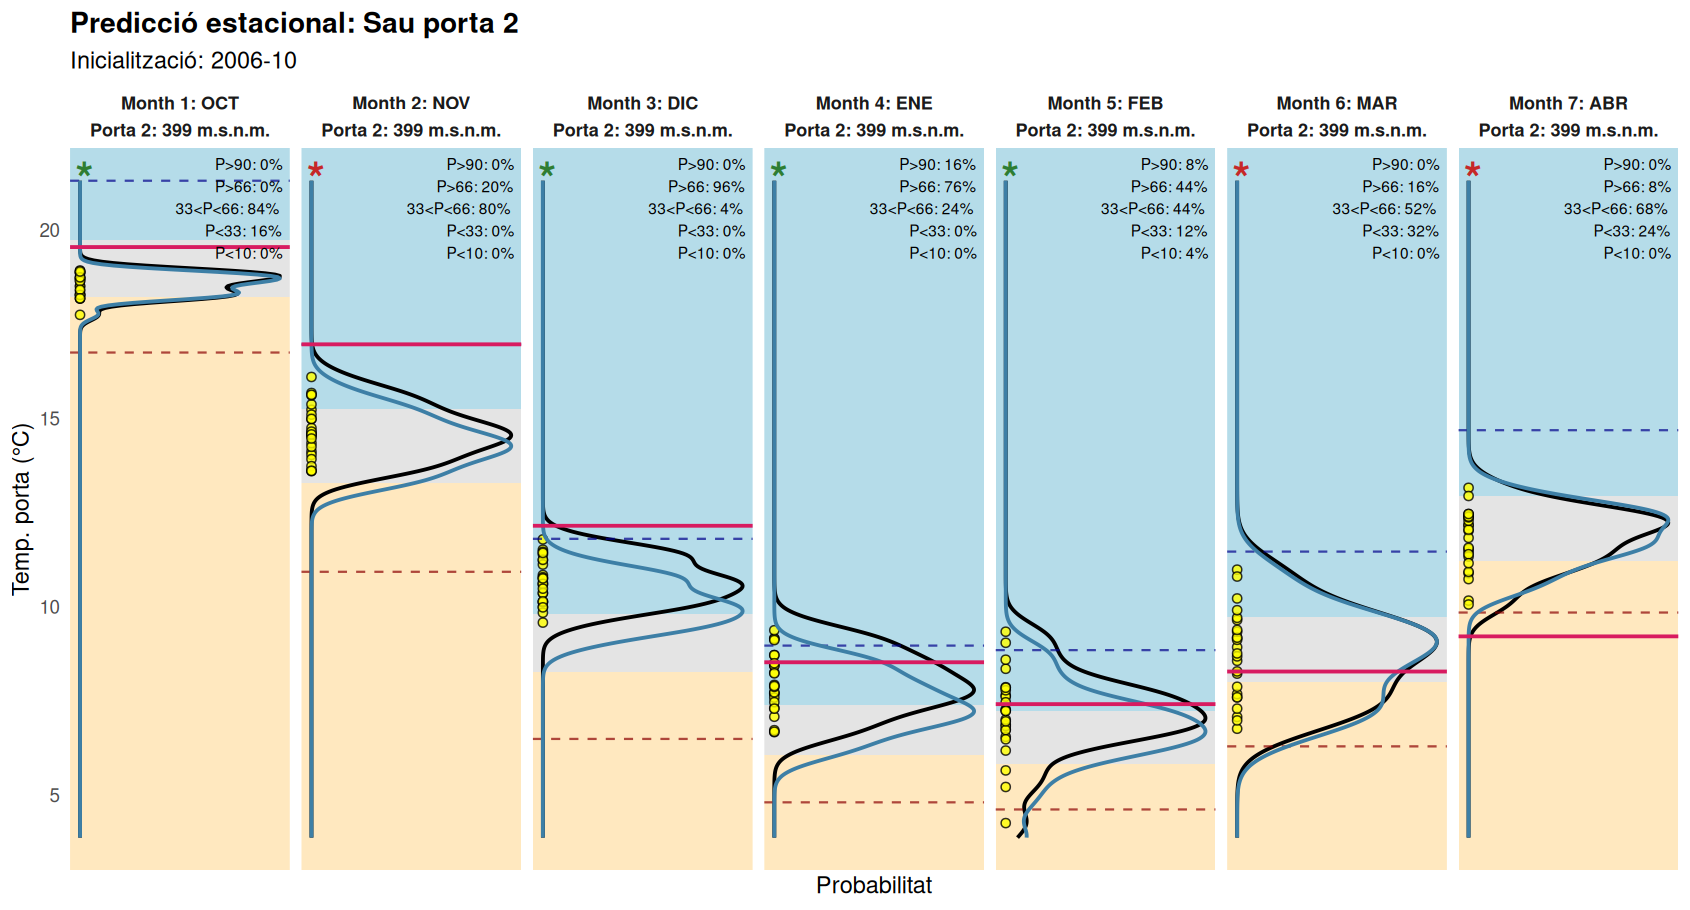 Predicció estacional: Sau porta 2
Inicialització: 2006-10
Month 1: OCT
Porta 2: 399 m.s.n.m.
Month 2: NOV
Porta 2: 399 m.s.n.m.
Month 3: DIC
Porta 2: 399 m.s.n.m.
Month 4: ENE
Porta 2: 399 m.s.n.m.
Month 5: FEB
Porta 2: 399 m.s.n.m.
Month 6: MAR
Porta 2: 399 m.s.n.m.
Month 7: ABR
Porta 2: 399 m.s.n.m.
*
P>90: 0%
P>66: 0%
33<P<66: 84%
P<33: 16%
P<10: 0%
*
P>90: 0%
P>66: 20%
33<P<66: 80%
P<33: 0%
P<10: 0%
*
P>90: 0%
P>66: 96%
33<P<66: 4%
P<33: 0%
P<10: 0%
*
P>90: 16%
P>66: 76%
33<P<66: 24%
P<33: 0%
P<10: 0%
*
P>90: 8%
P>66: 44%
33<P<66: 44%
P<33: 12%
P<10: 4%
*
P>90: 0%
P>66: 16%
33<P<66: 52%
P<33: 32%
P<10: 0%
*
P>90: 0%
P>66: 8%
33<P<66: 68%
P<33: 24%
P<10: 0%
20
15
10
5
Temp. porta (°C)
Probabilitat